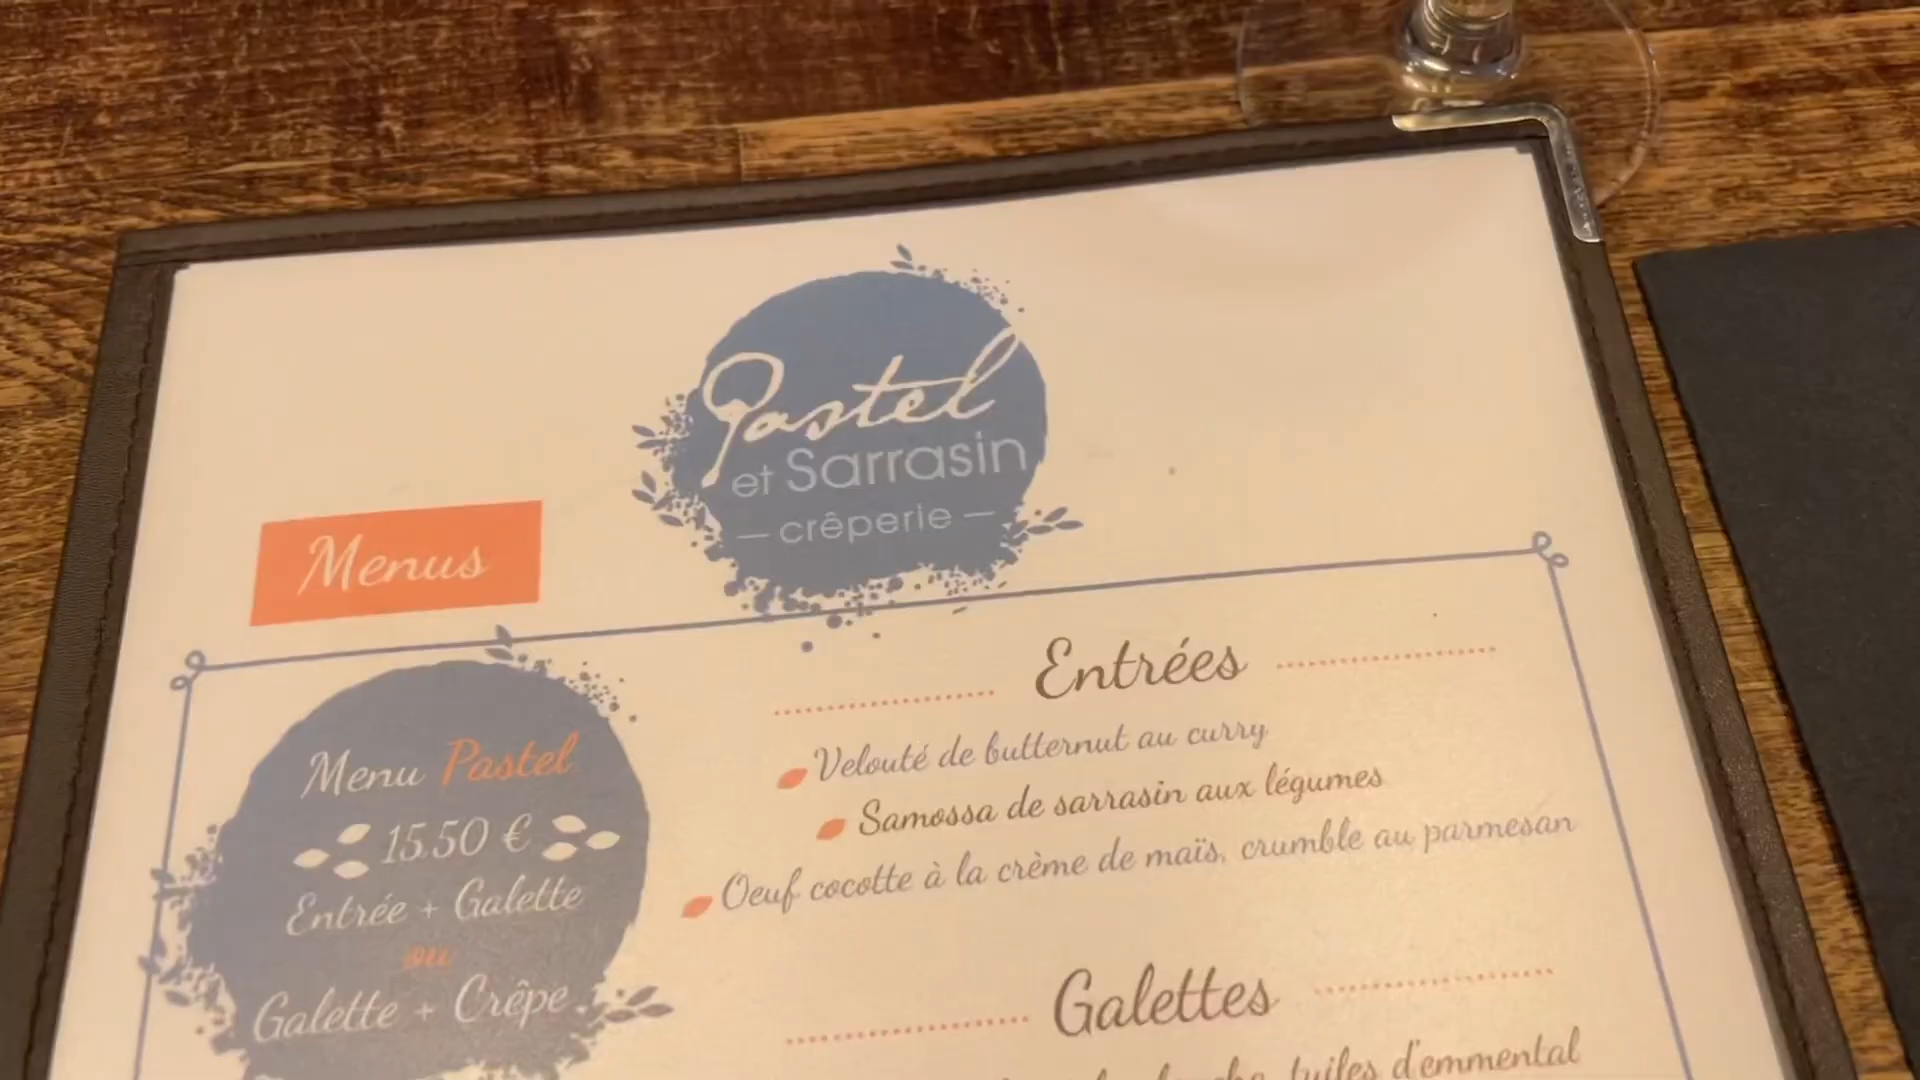 Pastel
et Sarrasin
— crêperie —
Menus
Menu Pastel
15.50 €
Entrée + Galette
ou
Galette + Crêpe
Entrées
Velouté de butternut au curry
Samossa de sarrasin aux légumes
Oeuf cocotte à la crème de maïs, crumble au parmesan
Galettes
tuiles d'emmental